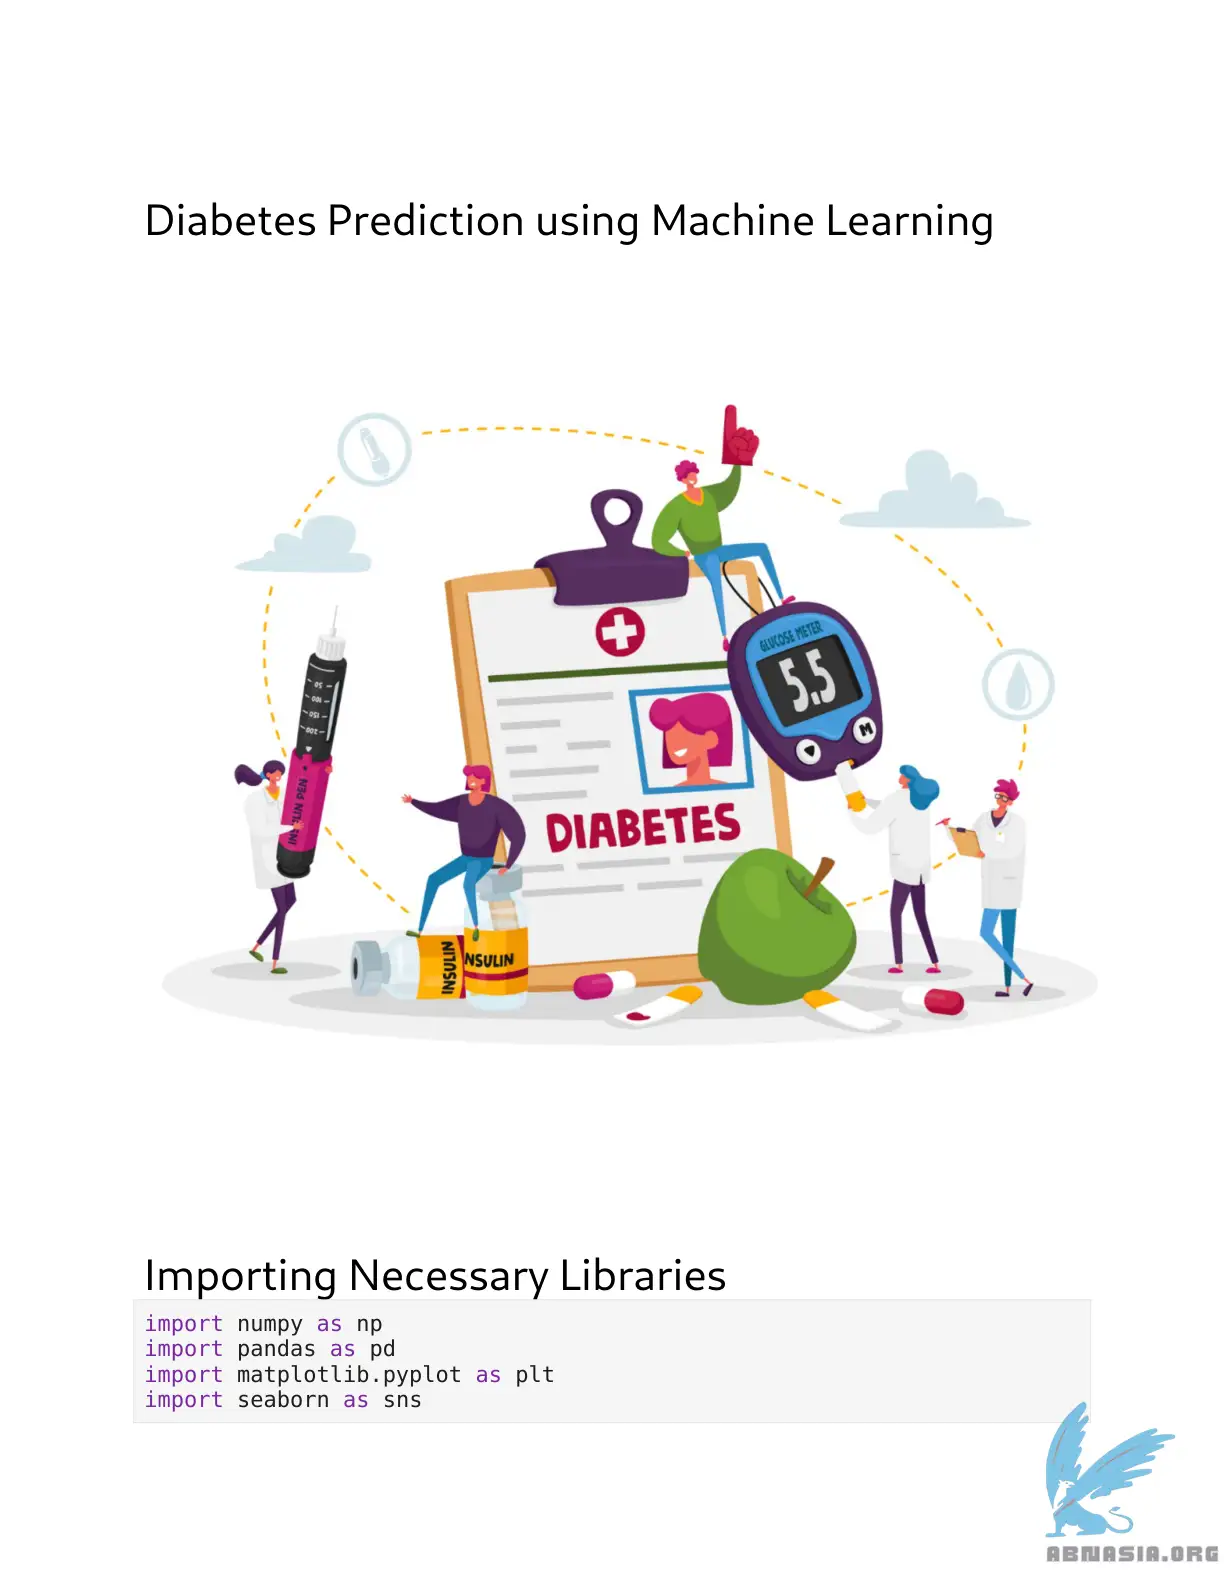 Diabetes Prediction using Machine Learning
GLUCOSE METER
5.5
M
50
100
150
200
INSULIN PEN
DIABETES
INSULIN
INSULIN
Importing Necessary Libraries
import numpy as np
import pandas as pd
import matplotlib.pyplot as plt
import seaborn as sns
ABNASIA.ORG